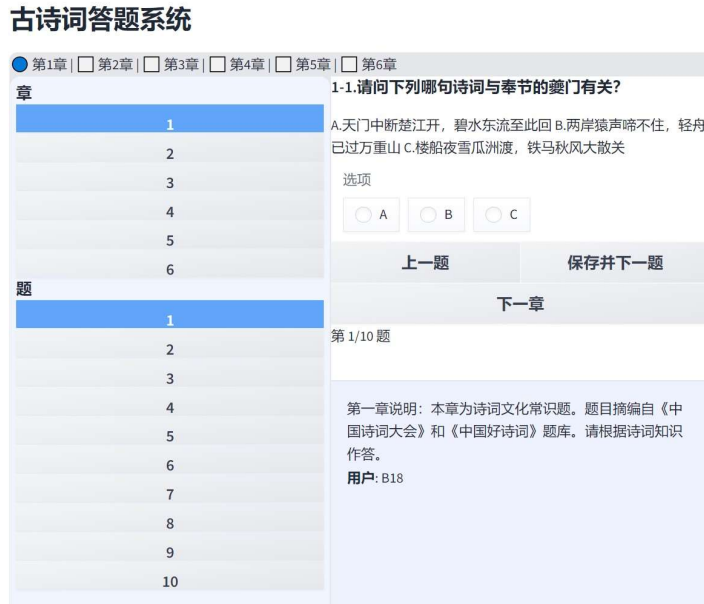 古诗词答题系统
第1章 | 第2章 | 第3章 | 第4章 | 第5章 | 第6章
章
1
2
3
4
5
6
题
1
2
3
4
5
6
7
8
9
10
1-1.请问下列哪句诗词与奉节的夔门有关?
A.天门中断楚江开，碧水东流至此回 B.两岸猿声啼不住，轻舟
已过万重山 C.楼船夜雪瓜洲渡，铁马秋风大散关
选项
A B C
上一题 保存并下一题
下一章
第 1/10 题
第一章说明：本章为诗词文化常识题。题目摘编自《中
国诗词大会》和《中国好诗词》题库。请根据诗词知识
作答。
用户: B18